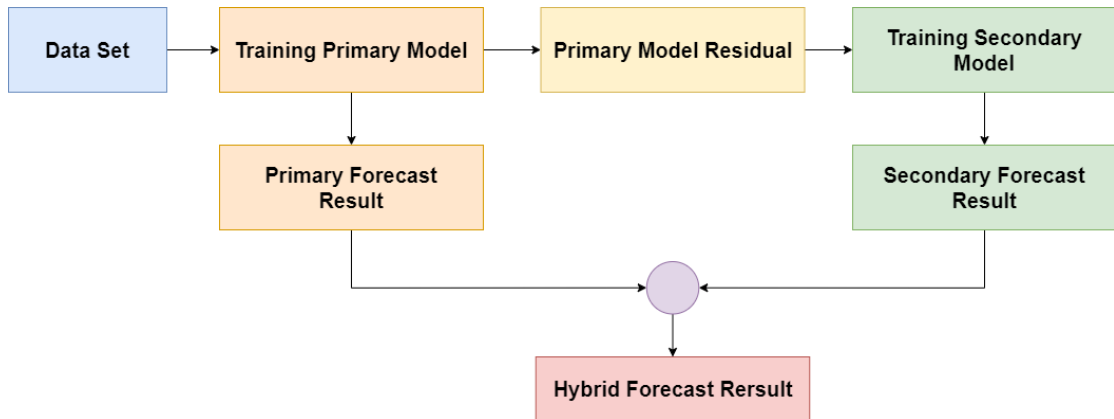 Data Set
Training Primary Model
Primary Model Residual
Training Secondary
Model
Primary Forecast
Result
Secondary Forecast
Result
Hybrid Forecast Rersult